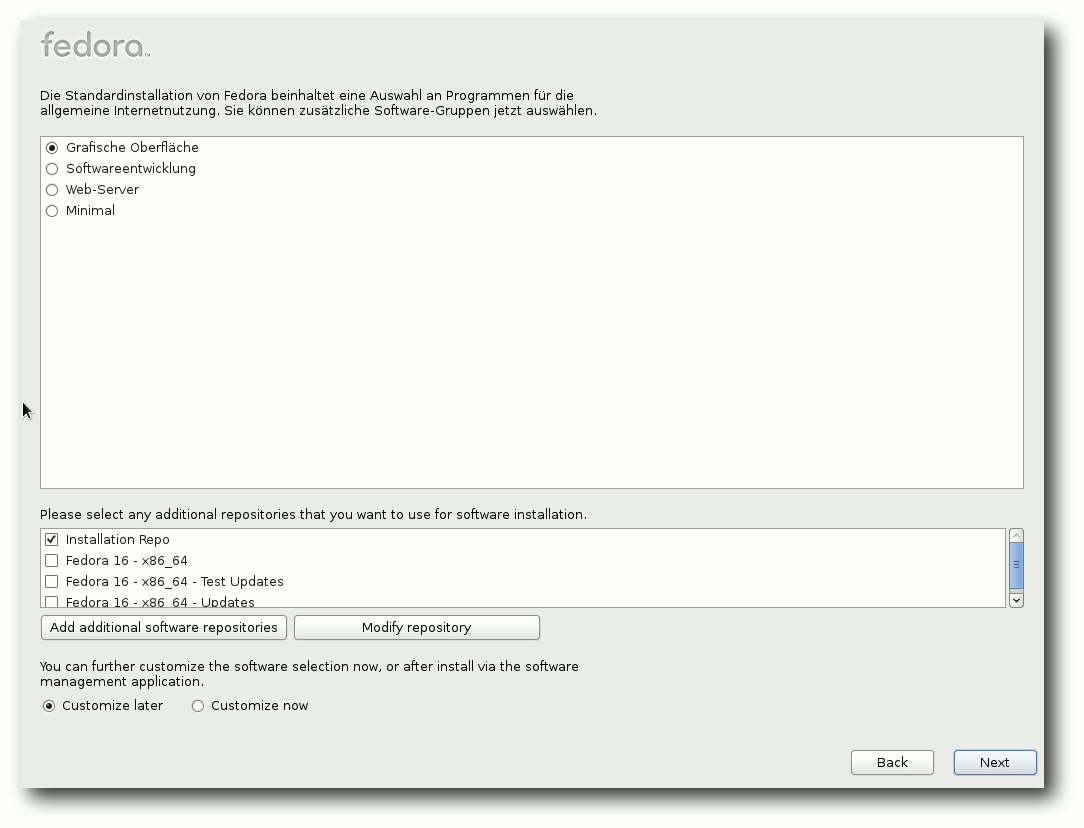 fedora™
Die Standardinstallation von Fedora beinhaltet eine Auswahl an Programmen für die
allgemeine Internetnutzung. Sie können zusätzliche Software-Gruppen jetzt auswählen.
Grafische Oberfläche
Softwareentwicklung
Web-Server
Minimal
Please select any additional repositories that you want to use for software installation.
Installation Repo
Fedora 16 - x86_64
Fedora 16 - x86_64 - Test Updates
Fedora 16 - x86_64 - Updates
Add additional software repositories Modify repository
You can further customize the software selection now, or after install via the software
management application.
Customize later Customize now
Back Next